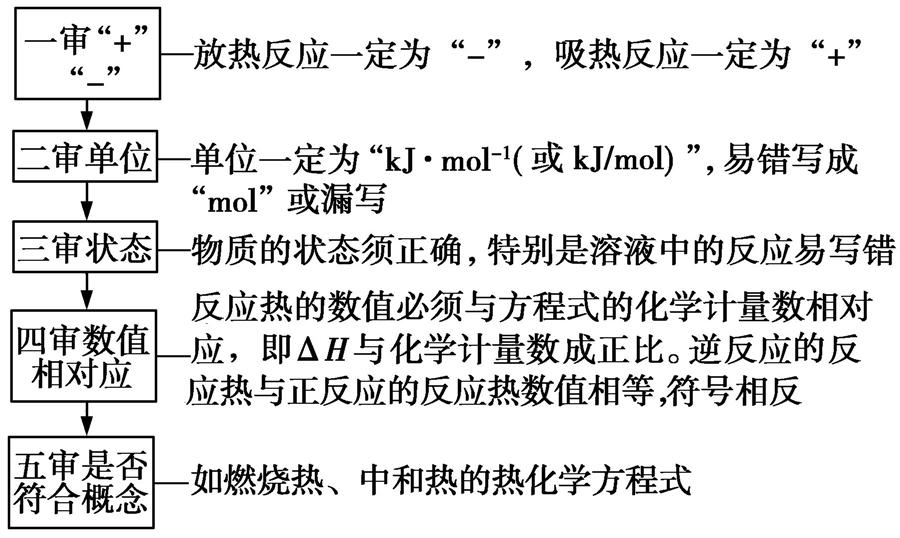 一审“+”
“-”
放热反应一定为“-”，吸热反应一定为“+”
二审单位
单位一定为“kJ·mol⁻¹(或kJ/mol)”,易错写成
“mol”或漏写
三审状态
物质的状态须正确,特别是溶液中的反应易写错
四审数值
相对应
反应热的数值必须与方程式的化学计量数相对
应，即ΔH与化学计量数成正比。逆反应的反
应热与正反应的反应热数值相等,符号相反
五审是否
符合概念
如燃烧热、中和热的热化学方程式